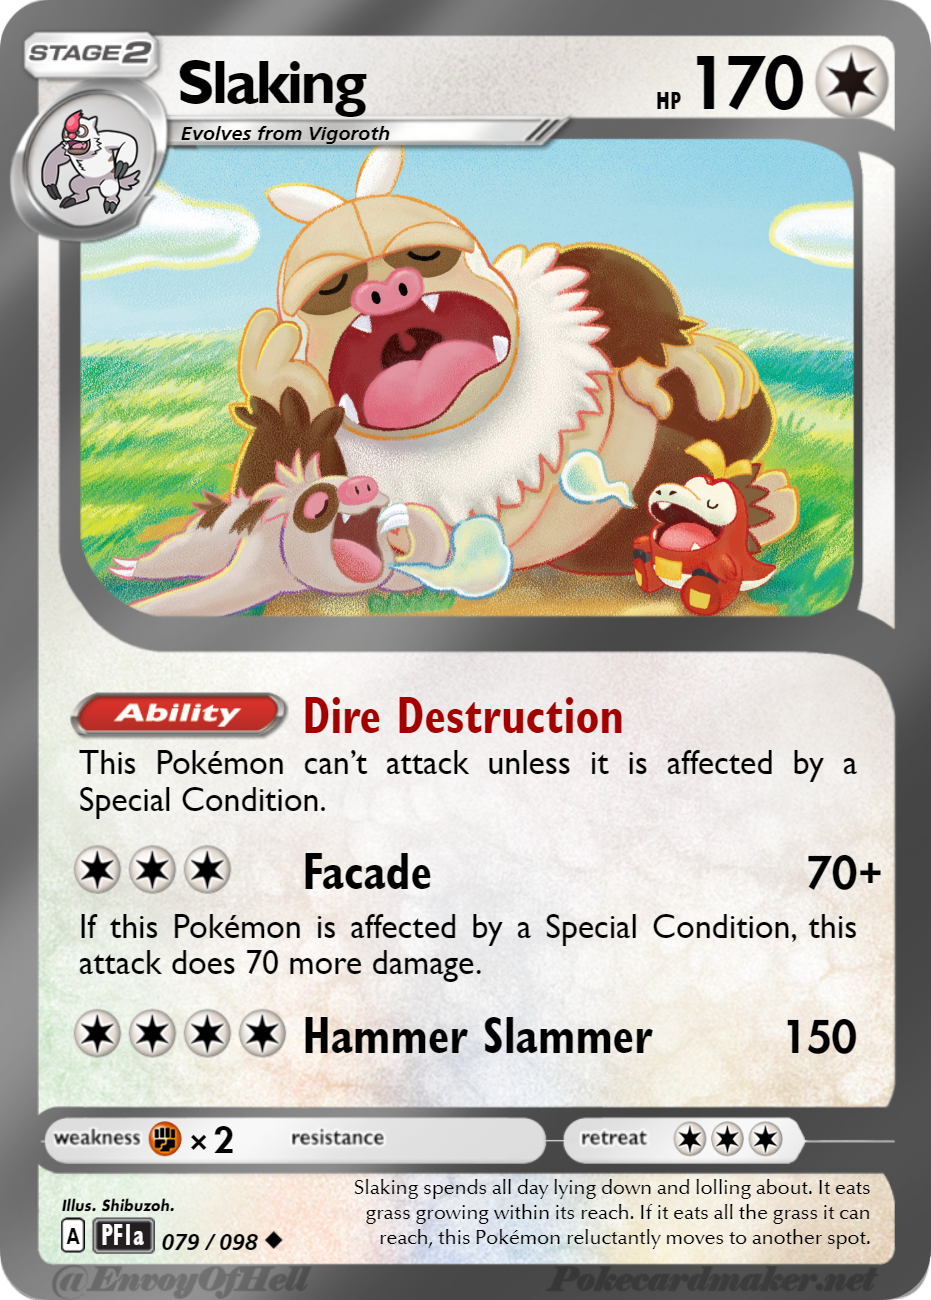 STAGE2
Slaking
HP 170
Evolves from Vigoroth
Ability Dire Destruction
This Pokémon can't attack unless it is affected by a
Special Condition.
Facade 70+
If this Pokémon is affected by a Special Condition, this
attack does 70 more damage.
Hammer Slammer 150
weakness ×2 resistance retreat
Slaking spends all day lying down and lolling about. It eats
grass growing within its reach. If it eats all the grass it can
reach, this Pokémon reluctantly moves to another spot.
Illus. Shibuzoh.
A PFIa 079 / 098
@EnvoyOfHell Pokecardmaker.net